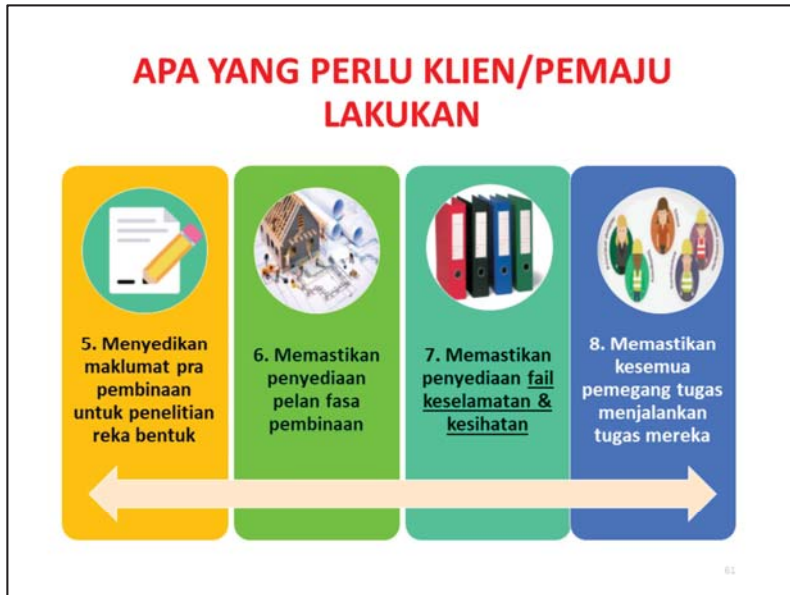 APA YANG PERLU KLIEN/PEMAJU
LAKUKAN
5. Menyedikan
maklumat pra
pembinaan
untuk penelitian
reka bentuk
6. Memastikan
penyediaan
pelan fasa
pembinaan
7. Memastikan
penyediaan fail
keselamatan &
kesihatan
8. Memastikan
kesemua
pemegang tugas
menjalankan
tugas mereka
61